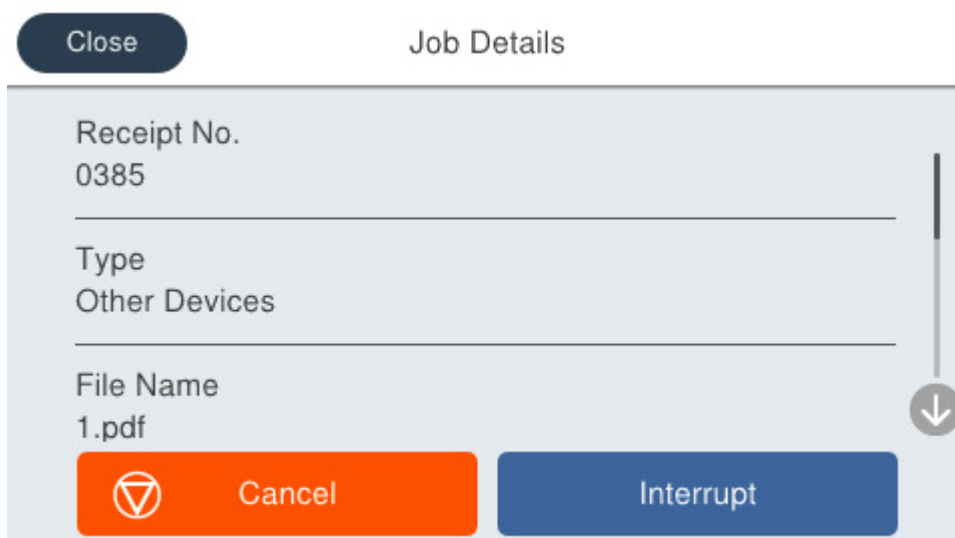 Close
Job Details
Receipt No.
0385
Type
Other Devices
File Name
1.pdf
Cancel
Interrupt